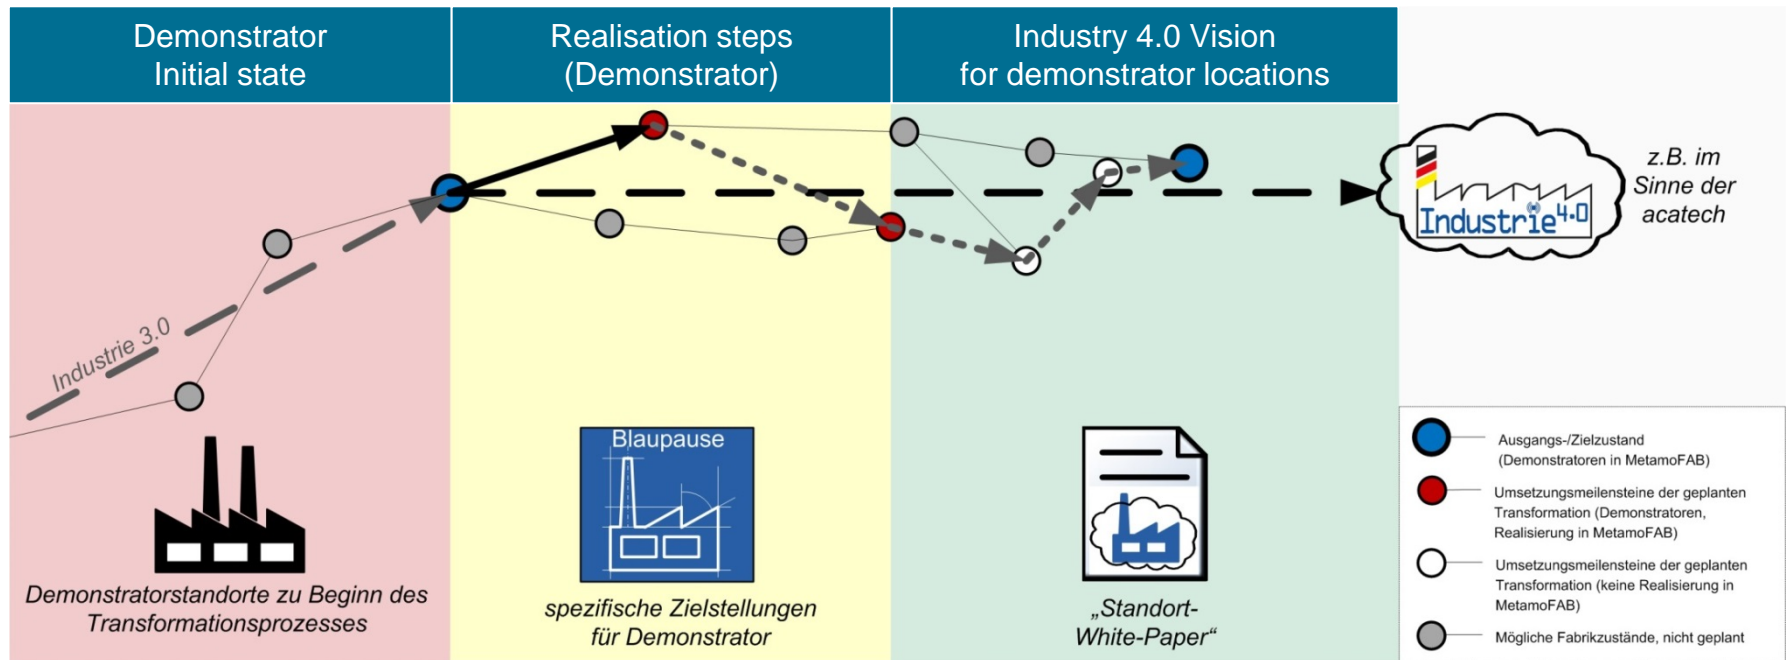 Demonstrator
Initial state
Realisation steps
(Demonstrator)
Industry 4.0 Vision
for demonstrator locations
Industrie 3.0
Industrie4.0
z.B. im
Sinne der
acatech
Demonstratorstandorte zu Beginn des
Transformationsprozesses
Blaupause
spezifische Zielstellungen
für Demonstrator
„Standort-
White-Paper“
Ausgangs-/Zielzustand
(Demonstratoren in MetamoFAB)
Umsetzungsmeilensteine der geplanten
Transformation (Demonstratoren,
Realisierung in MetamoFAB)
Umsetzungsmeilensteine der geplanten
Transformation (keine Realisierung in
MetamoFAB)
Mögliche Fabrikzustände, nicht geplant